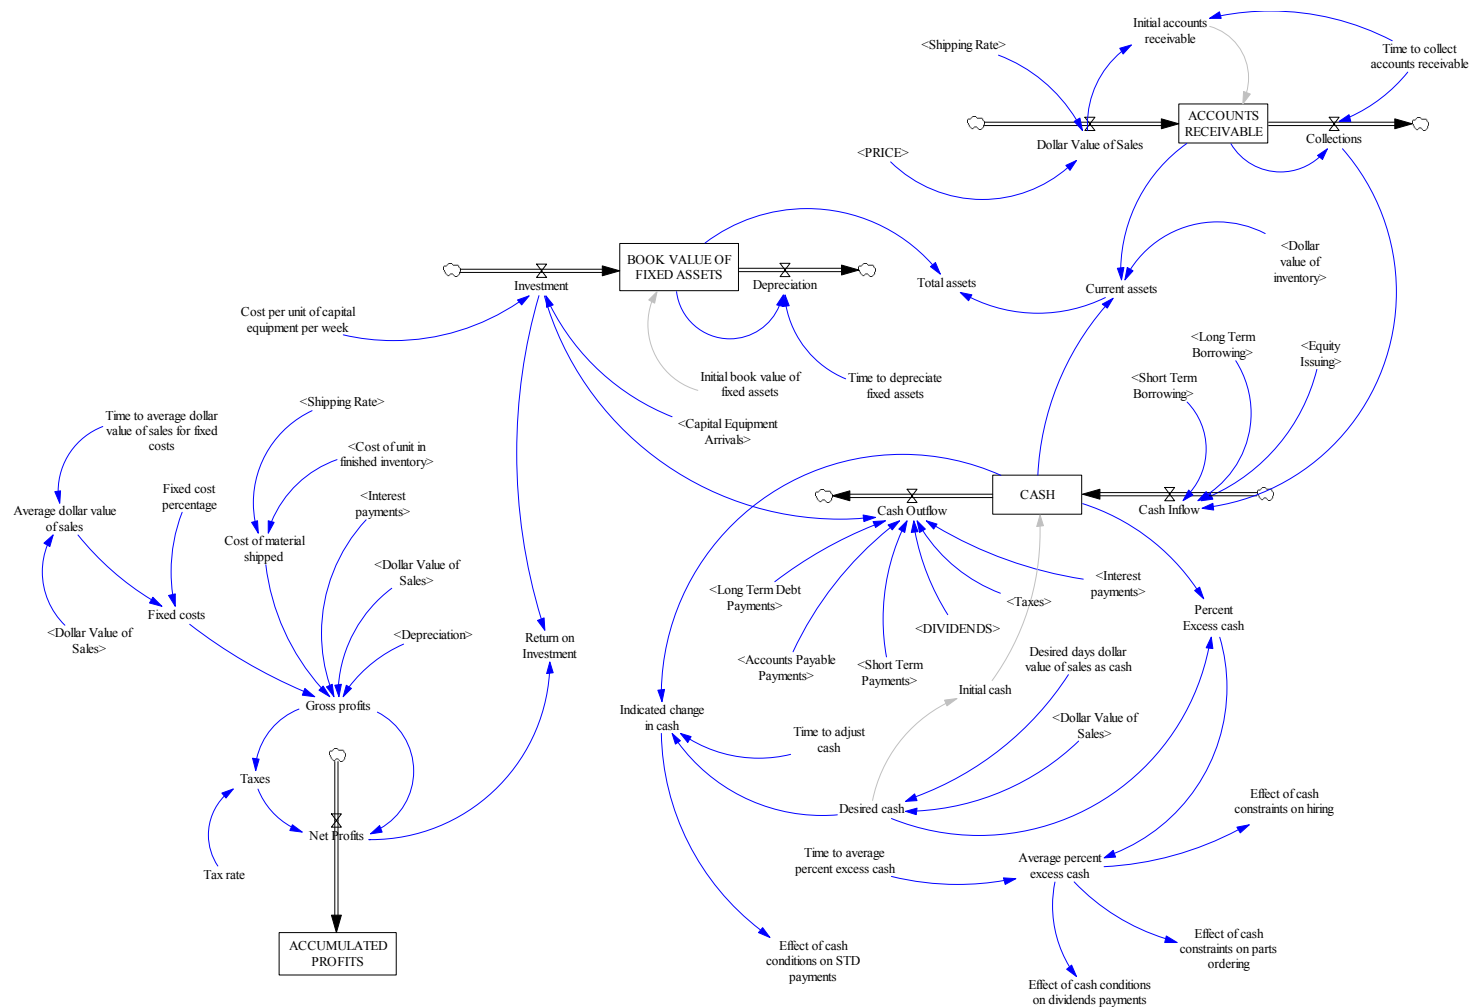 Initial accounts
receivable
<Shipping Rate>
Time to collect
accounts receivable
ACCOUNTS
RECEIVABLE
Dollar Value of Sales
Collections
<PRICE>
<Dollar
value of
inventory>
BOOK VALUE OF
FIXED ASSETS
Investment
Depreciation
Total assets
Current assets
Cost per unit of capital
equipment per week
<Long Term
Borrowing>
<Equity
Issuing>
<Short Term
Borrowing>
Initial book value of
fixed assets
Time to depreciate
fixed assets
<Shipping Rate>
Time to average dollar
value of sales for fixed
costs
<Capital Equipment
Arrivals>
<Cost of unit in
finished inventory>
Fixed cost
percentage
<Interest
payments>
CASH
Average dollar value
of sales
Cash Outflow
Cash Inflow
Cost of material
shipped
<Dollar Value of
Sales>
<Long Term Debt
Payments>
<Interest
payments>
<Taxes>
Percent
Excess cash
Fixed costs
<Dollar Value of
Sales>
<Depreciation>
Return on
Investment
<DIVIDENDS>
<Accounts Payable
Payments>
<Short Term
Payments>
Desired days dollar
value of sales as cash
Initial cash
Gross profits
Indicated change
in cash
<Dollar Value of
Sales>
Time to adjust
cash
Taxes
Desired cash
Effect of cash
constraints on hiring
Net Profits
Tax rate
Time to average
percent excess cash
Average percent
excess cash
ACCUMULATED
PROFITS
Effect of cash
conditions on STD
payments
Effect of cash
constraints on parts
ordering
Effect of cash conditions
on dividends payments